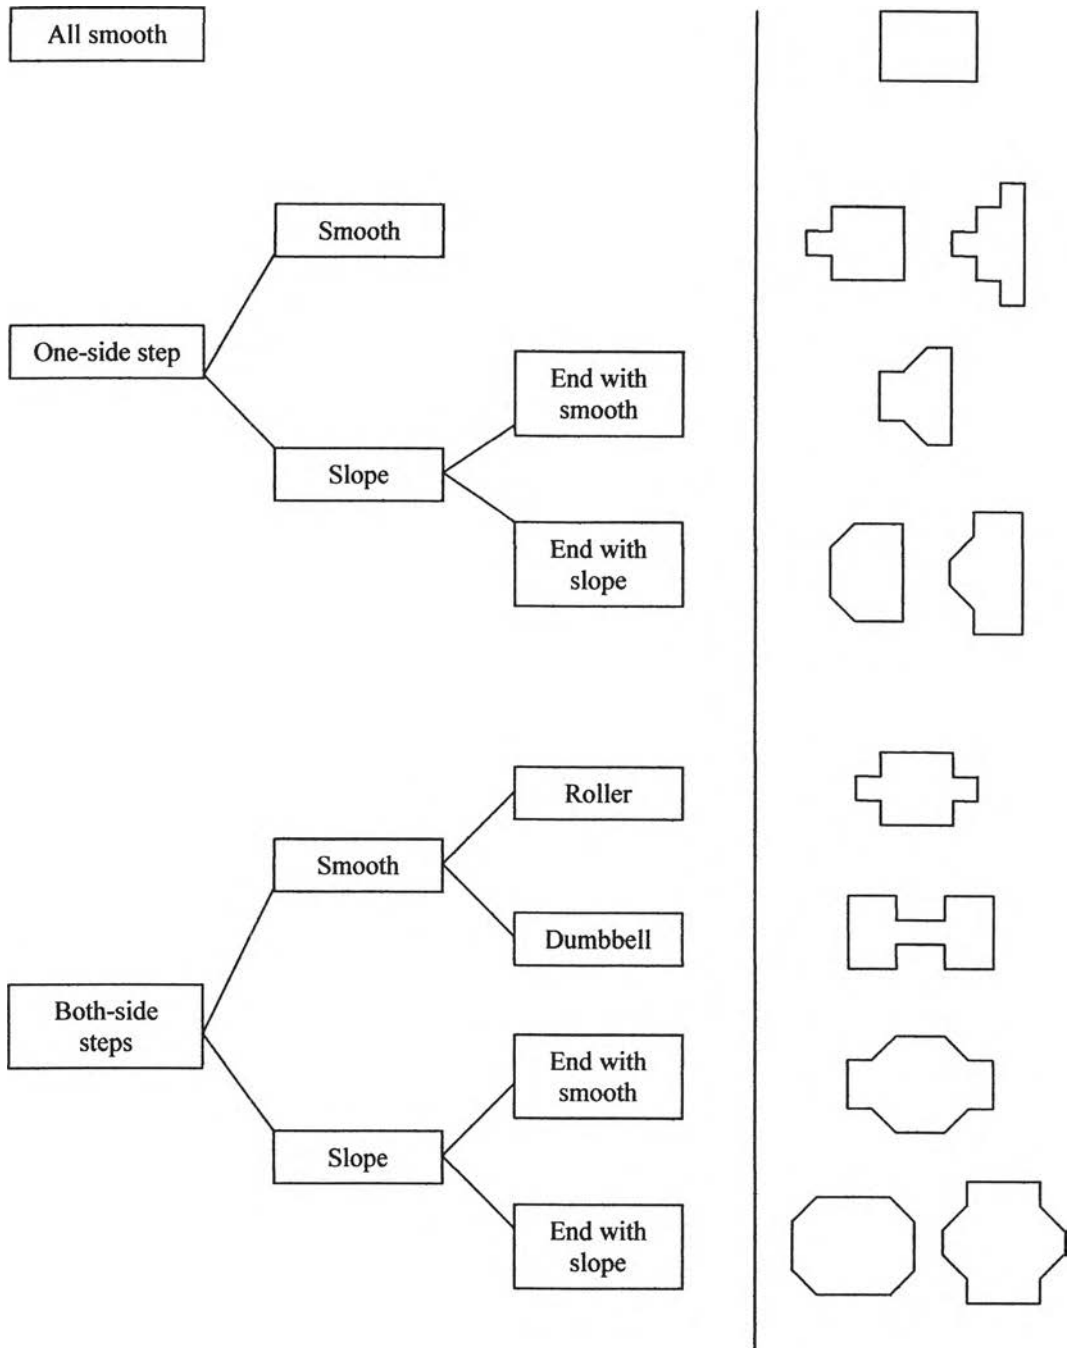 All smooth
Smooth
One-side step
End with
smooth
Slope
End with
slope
Roller
Smooth
Dumbbell
Both-side
steps
End with
smooth
Slope
End with
slope